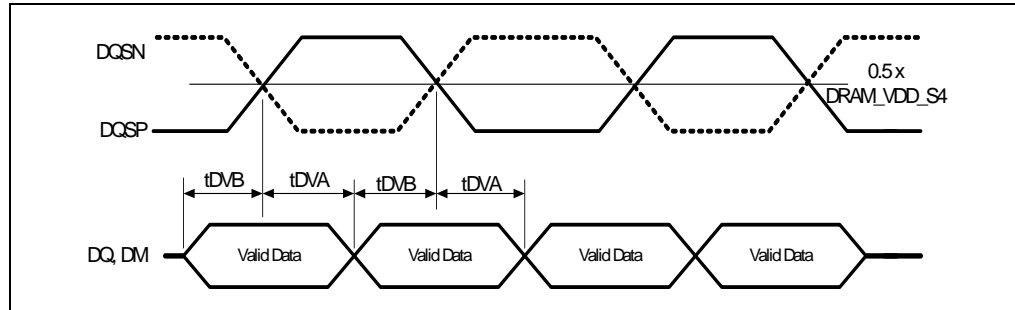 DQSN
0.5 x
DRAM_VDD_S4
DQSP
tDVB tDVA tDVB tDVA
DQ, DM Valid Data Valid Data Valid Data Valid Data